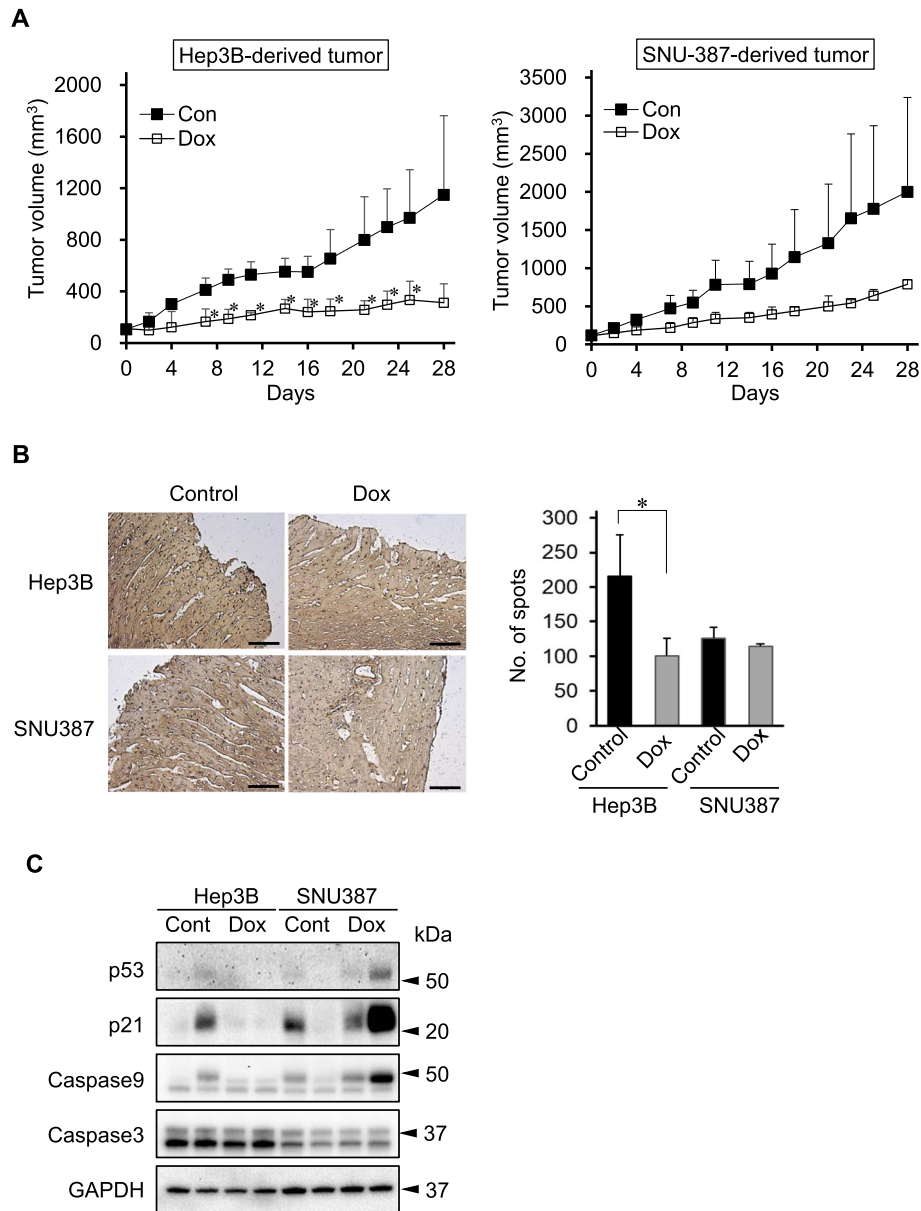 A
Hep3B-derived tumor
Tumor volume (mm³)
2000
1600
1200
800
400
0
Con
Dox
* * * * * * * * *
0 4 8 12 16 20 24 28
Days
SNU-387-derived tumor
Tumor volume (mm³)
3500
3000
2500
2000
1500
1000
500
0
Con
Dox
0 4 8 12 16 20 24 28
Days
B
Control Dox
Hep3B
SNU387
No. of spots
300
250
200
150
100
50
0
*
Control Dox Control Dox
Hep3B SNU387
C
Hep3B SNU387
Cont Dox Cont Dox
kDa
p53 50
p21 20
Caspase9 50
Caspase3 37
GAPDH 37